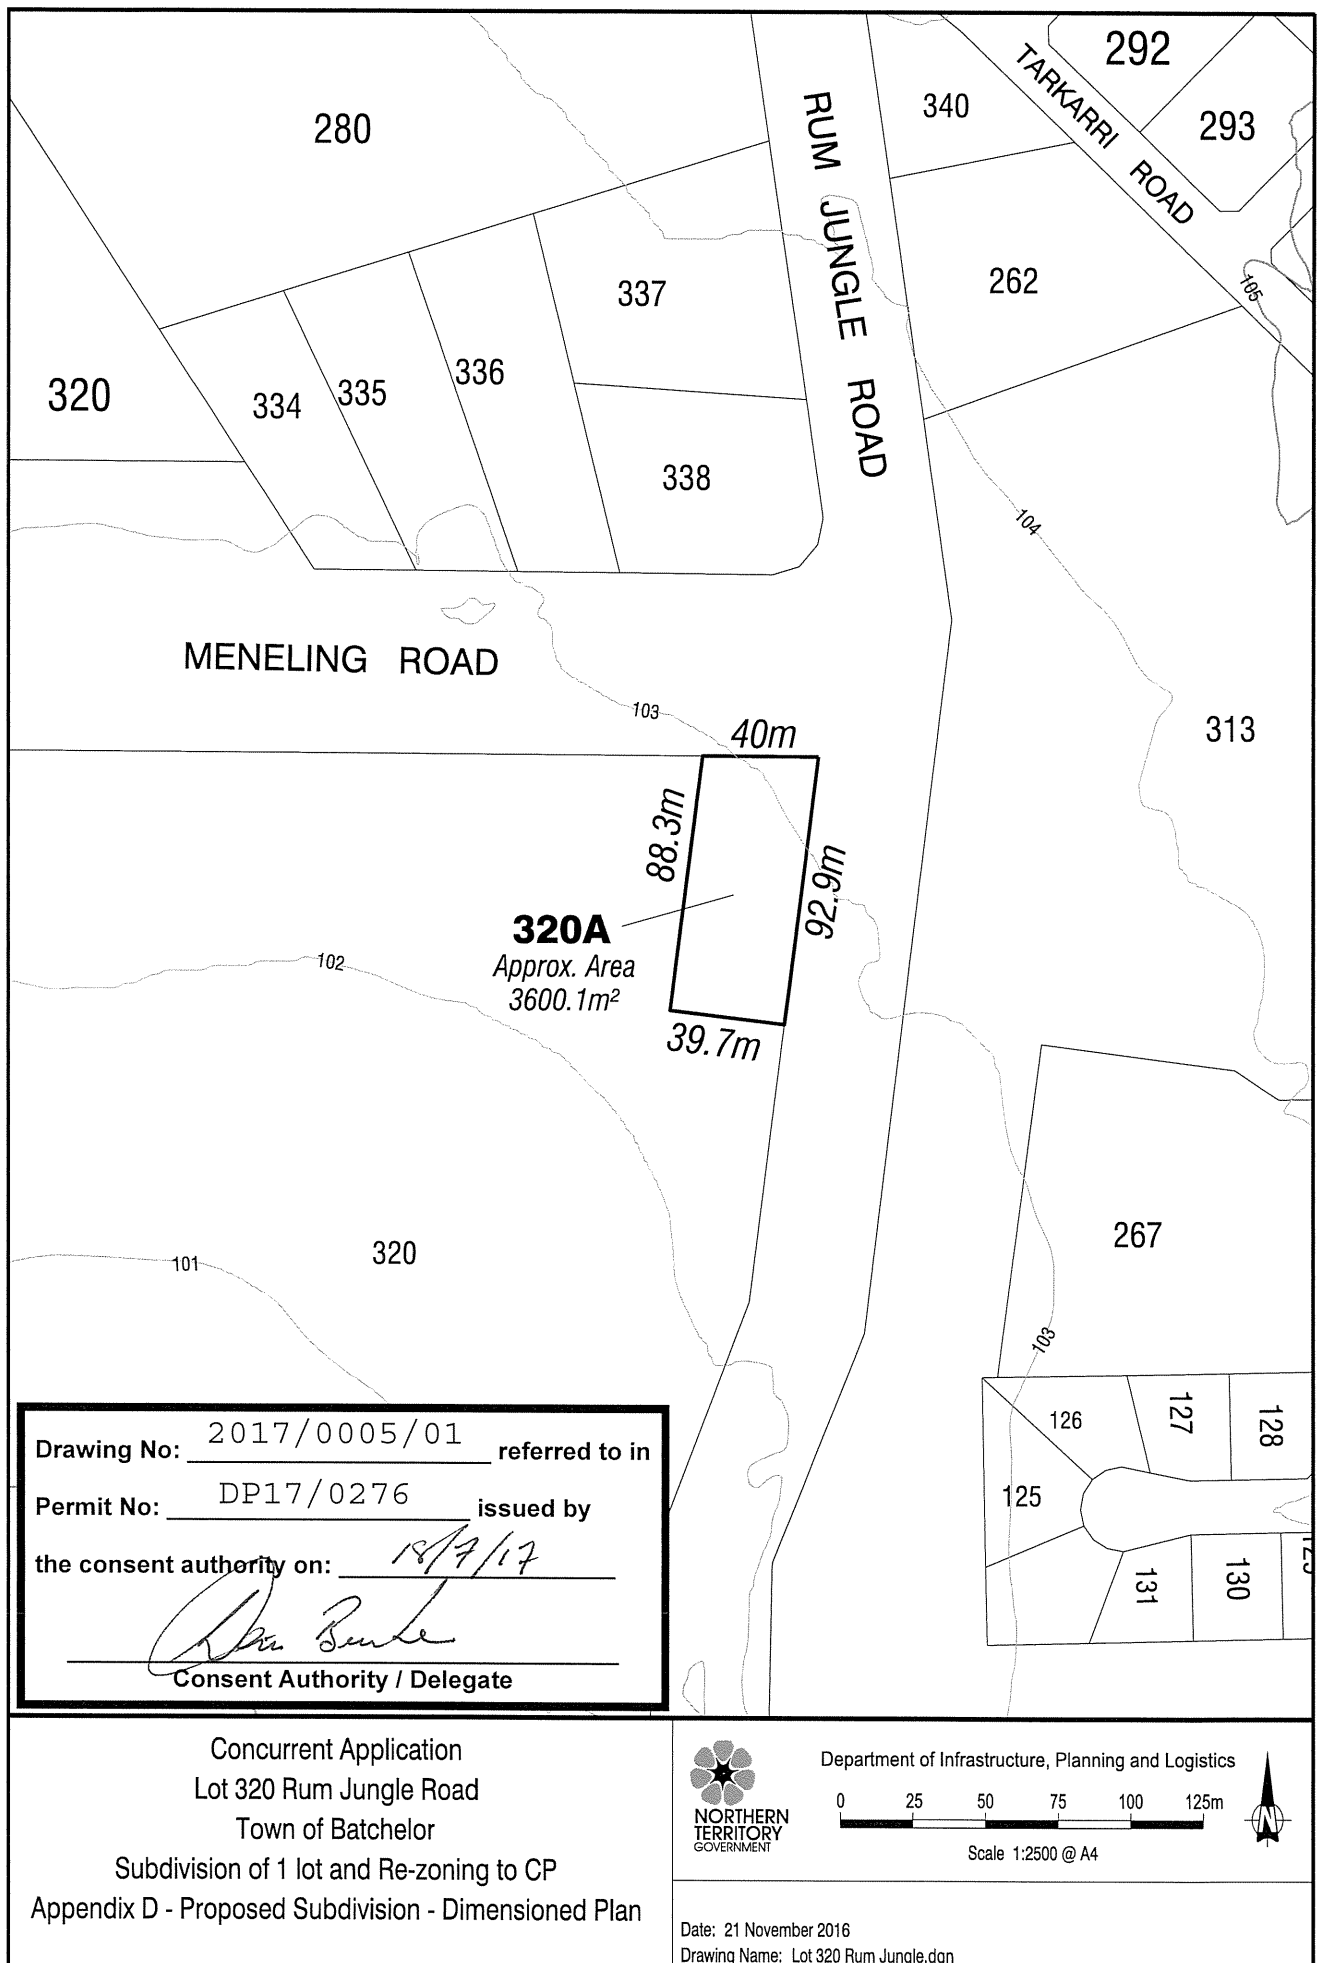 280
RUM JUNGLE ROAD
340
TARKARRI ROAD
292
293
337
262
105
320
334
335
336
338
104
MENELING ROAD
103
313
40m
88.3m
92.9m
320A
Approx. Area
3600.1m²
39.7m
102
101
320
267
103
126
127
128
125
131
130
Drawing No: 2017/0005/01 referred to in
Permit No: DP17/0276 issued by
the consent authority on: 18/7/17
Consent Authority / Delegate
Concurrent Application
Lot 320 Rum Jungle Road
Town of Batchelor
Subdivision of 1 lot and Re-zoning to CP
Appendix D - Proposed Subdivision - Dimensioned Plan
NORTHERN
TERRITORY
GOVERNMENT
Department of Infrastructure, Planning and Logistics
0 25 50 75 100 125m
Scale 1:2500 @ A4
N
Date: 21 November 2016
Drawing Name: Lot 320 Rum Jungle.dgn